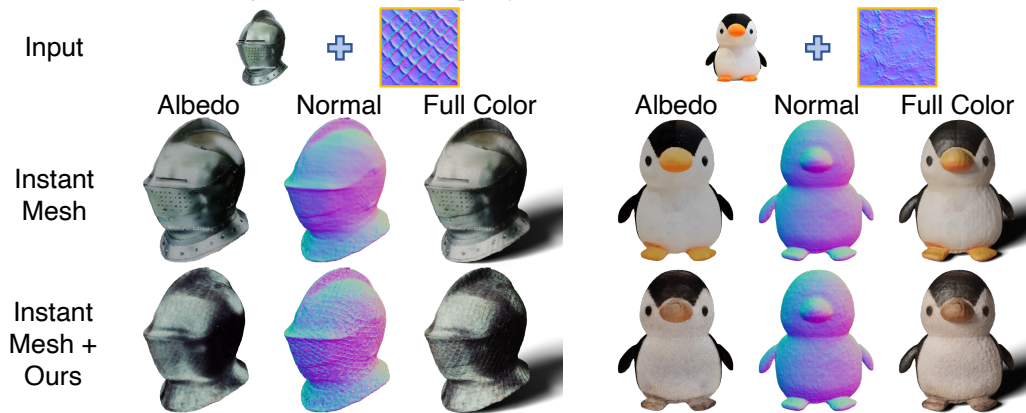 Input
Albedo Normal Full Color Albedo Normal Full Color
Instant
Mesh
Instant
Mesh +
Ours